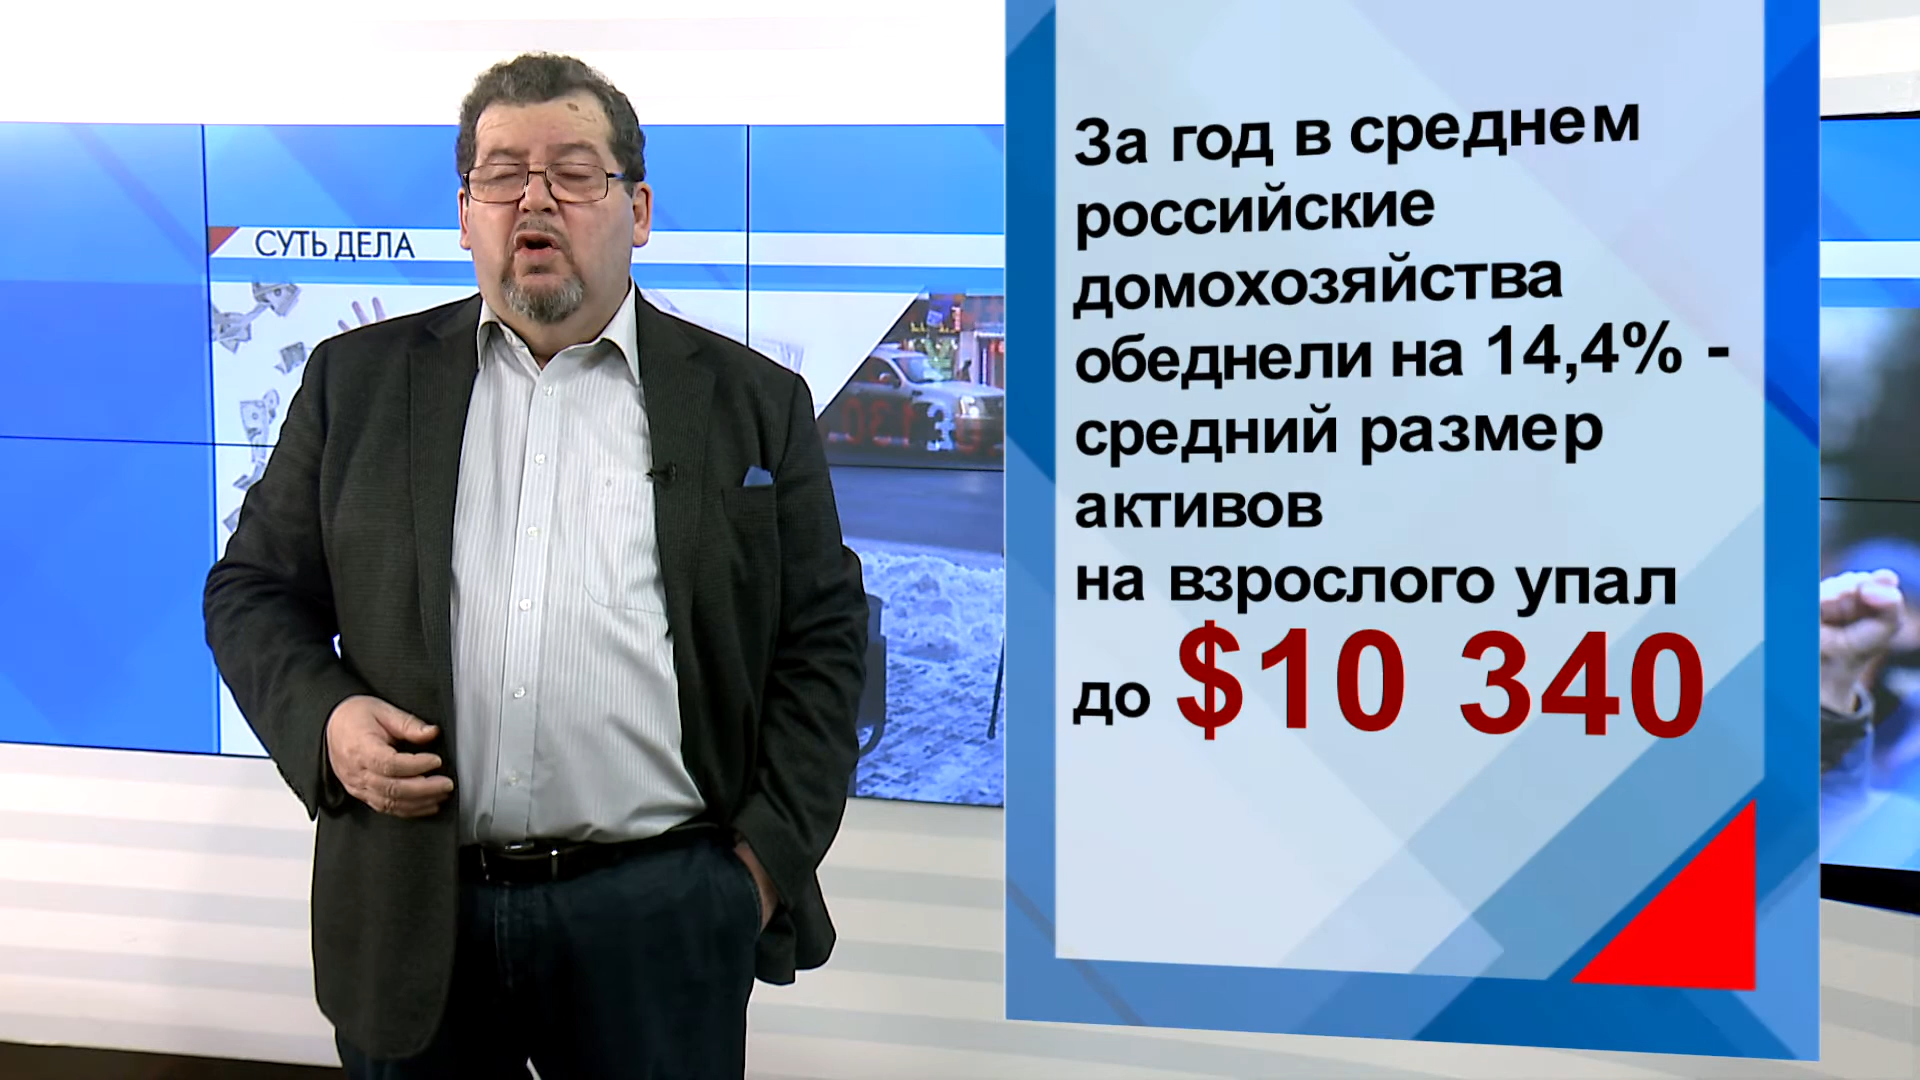 СУТЬ ДЕЛА
За год в среднем
российские
домохозяйства
обеднели на 14,4% -
средний размер
активов
на взрослого упал
до $10 340